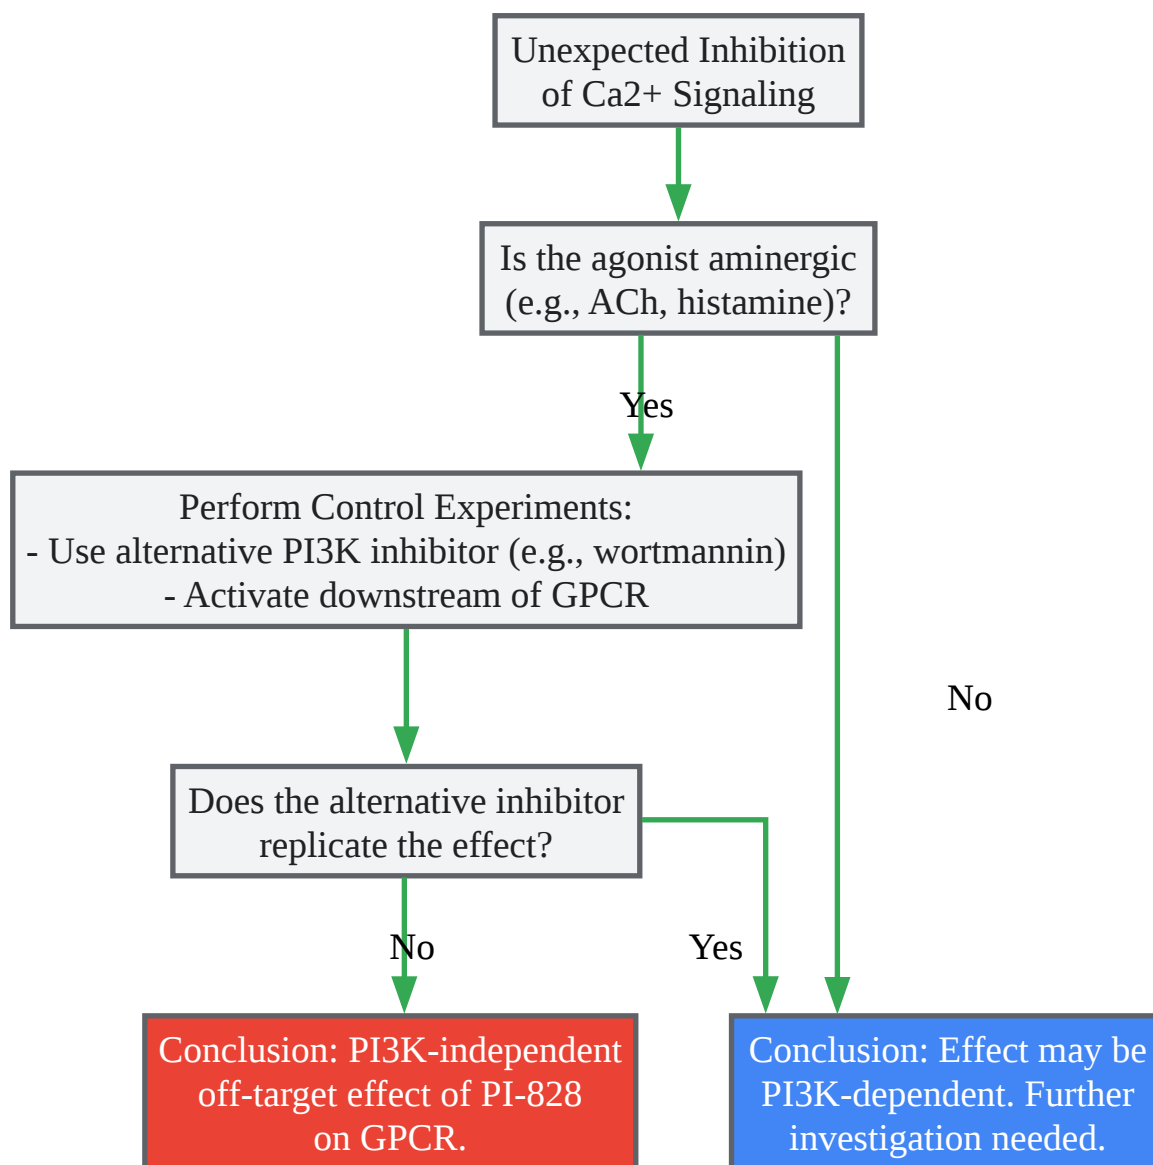 Unexpected Inhibition
of Ca2+ Signaling
Is the agonist aminergic
(e.g., ACh, histamine)?
Yes
Perform Control Experiments:
- Use alternative PI3K inhibitor (e.g., wortmannin)
- Activate downstream of GPCR
No
Does the alternative inhibitor
replicate the effect?
No
Yes
Conclusion: PI3K-independent
off-target effect of PI-828
on GPCR.
Conclusion: Effect may be
PI3K-dependent. Further
investigation needed.